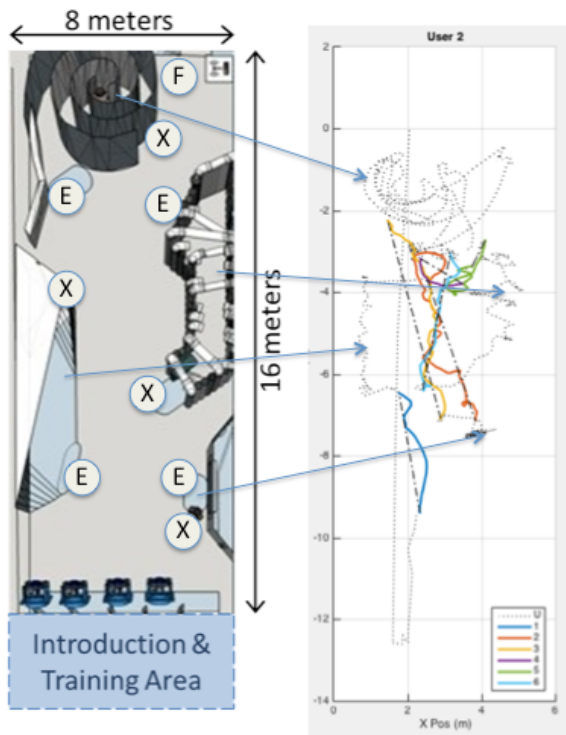 8 meters
F
X
E
E
X
16 meters
X
E
E
X
Introduction &
Training Area
User 2
2
0
-2
-4
-6
-8
-10
-12
-14
0
2
4
6
X Pos (m)
U
1
2
3
4
5
6